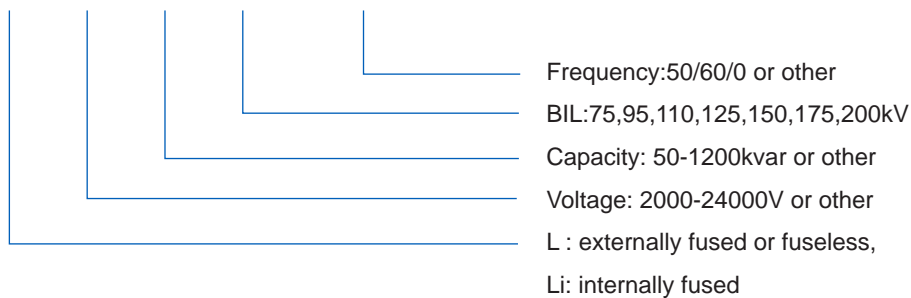 Frequency:50/60/0 or other
BIL:75,95,110,125,150,175,200kV
Capacity: 50-1200kvar or other
Voltage: 2000-24000V or other
L : externally fused or fuseless,
Li: internally fused